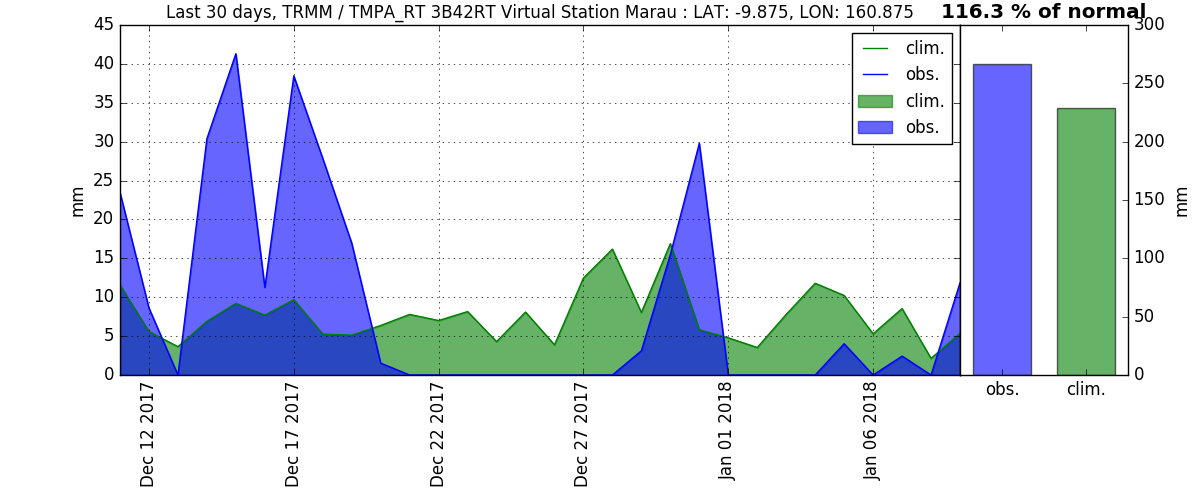 Last 30 days, TRMM / TMPA_RT 3B42RT Virtual Station Marau : LAT: -9.875, LON: 160.875
116.3 % of normal
45
40
35
30
25
20
15
10
5
0
mm
clim.
obs.
clim.
obs.
Dec 12 2017
Dec 17 2017
Dec 22 2017
Dec 27 2017
Jan 01 2018
Jan 06 2018
300
250
200
150
100
50
0
mm
obs.
clim.